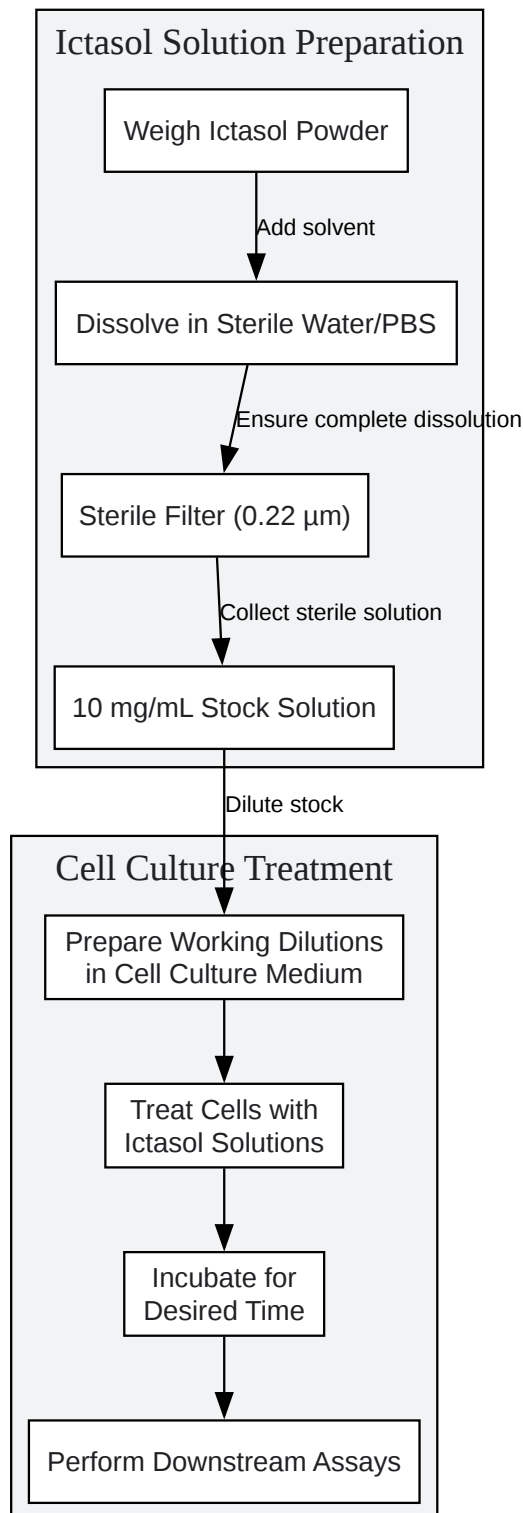 Ictasol Solution Preparation
Weigh Ictasol Powder
Add solvent
Dissolve in Sterile Water/PBS
Ensure complete dissolution
Sterile Filter (0.22 µm)
Collect sterile solution
10 mg/mL Stock Solution
Dilute stock
Cell Culture Treatment
Prepare Working Dilutions
in Cell Culture Medium
Treat Cells with
Ictasol Solutions
Incubate for
Desired Time
Perform Downstream Assays